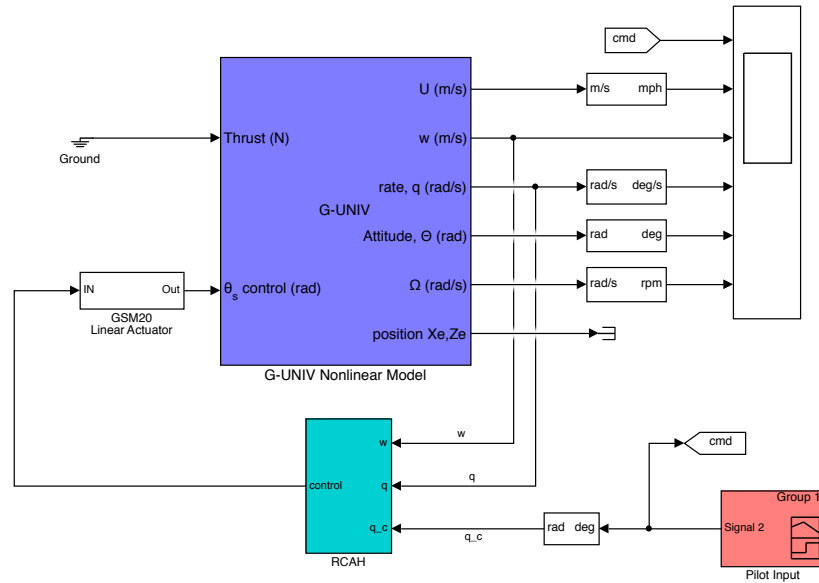 cmd
U (m/s)
m/s mph
Thrust (N)
w (m/s)
Ground
rate, q (rad/s)
rad/s deg/s
G-UNIV
Attitude, Θ (rad)
rad deg
IN Out
θs control (rad)
Ω (rad/s)
rad/s rpm
GSM20
Linear Actuator
position Xe,Ze
G-UNIV Nonlinear Model
w
w
cmd
q
control
q
Group 1
q_c
q_c
rad deg
Signal 2
RCAH
Pilot Input